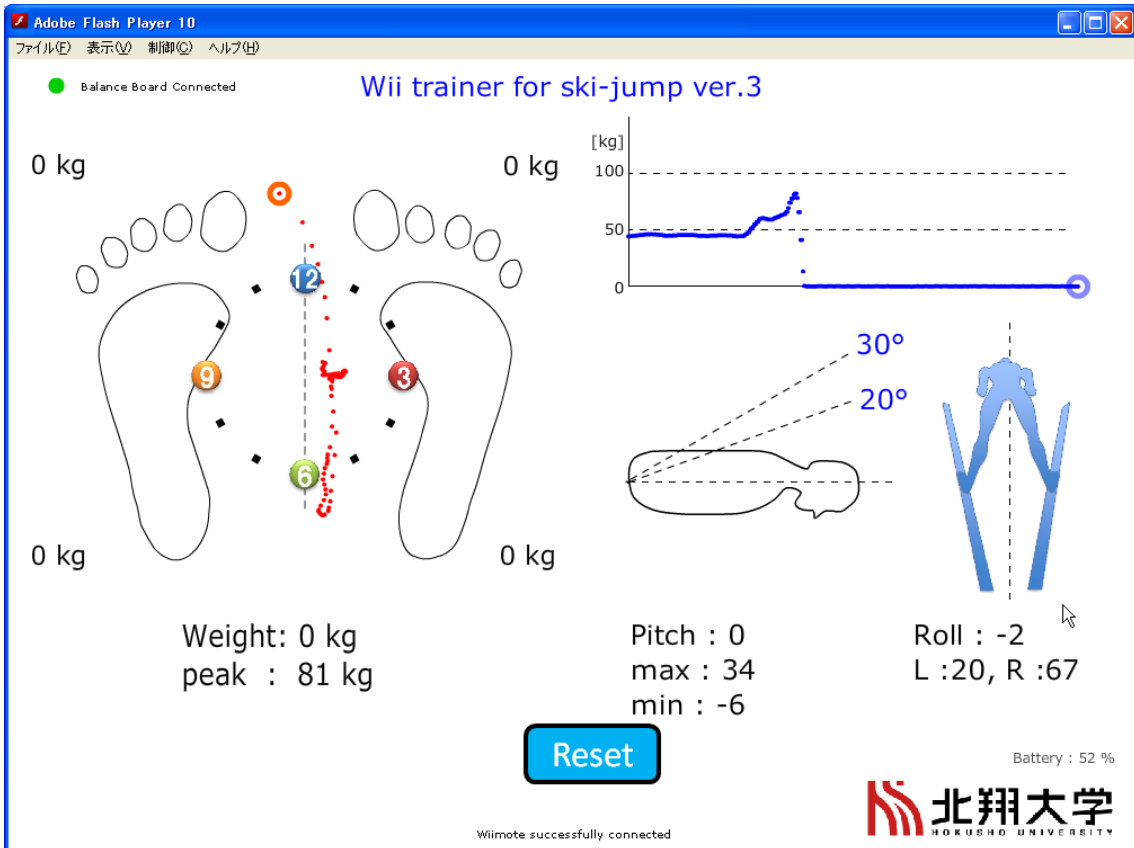 Adobe Flash Player 10
ファイル(F) 表示(V) 制御(C) ヘルプ(H)
Balance Board Connected
Wii trainer for ski-jump ver.3
0 kg
0 kg
[kg]
100
50
0
12
9
3
6
30°
20°
0 kg
0 kg
Weight: 0 kg
peak : 81 kg
Pitch : 0
max : 34
min : -6
Roll : -2
L :20, R :67
Reset
Battery : 52 %
北翔大学
HOKUSHO UNIVERSITY
Wiimote successfully connected